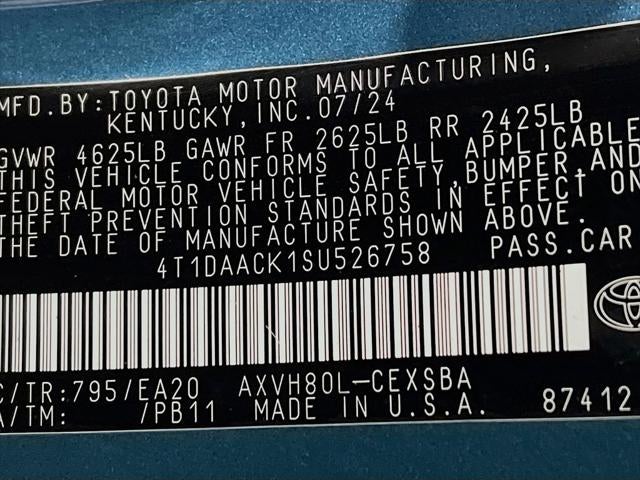 MFD.BY:TOYOTA MOTOR MANUFACTURING,
KENTUCKY,INC.07/24
GVWR 4625LB GAWR FR 2625LB RR 2425LB
THIS VEHICLE CONFORMS TO ALL APPLICABLE
FEDERAL MOTOR VEHICLE SAFETY,BUMPER,AND
THEFT PREVENTION STANDARDS IN EFFECT ON
THE DATE OF MANUFACTURE SHOWN ABOVE.
4T1DAACK1SU526758 PASS.CAR
C/TR:795/EA20 AXVH80L-CEXSBA
A/TM: /PB11 MADE IN U.S.A. 87412